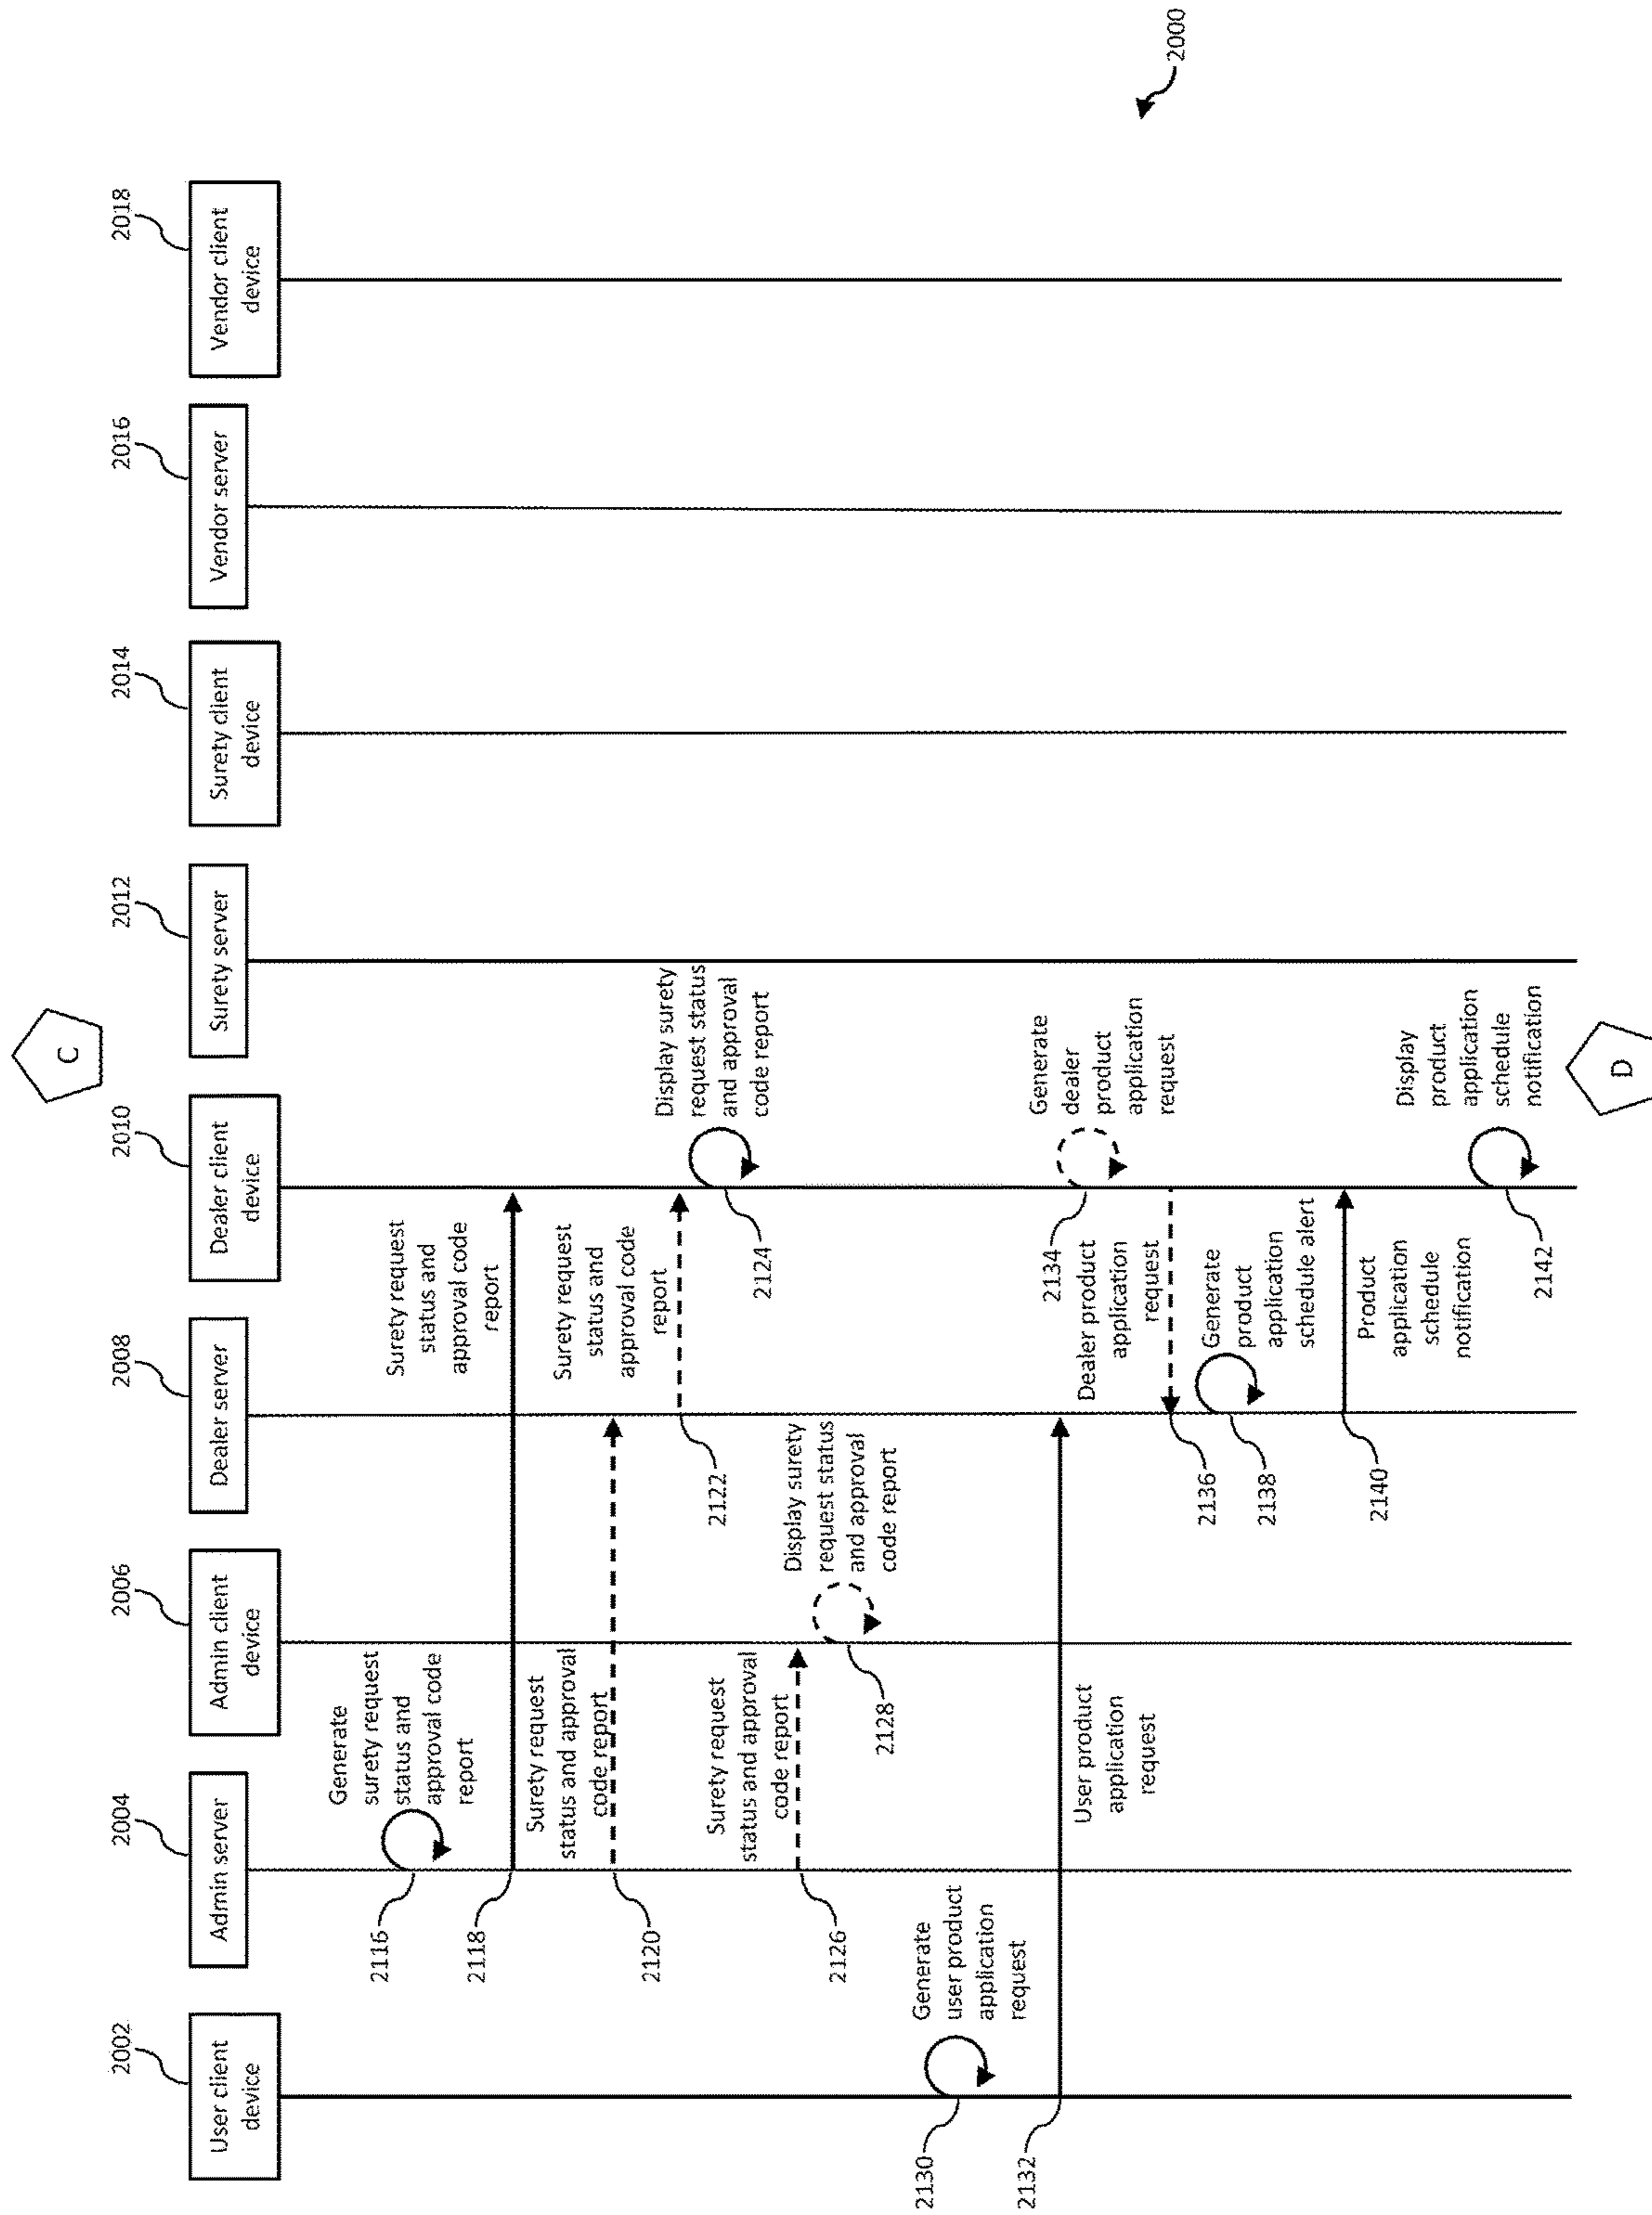 C
2002
User client
device
2004
Admin server
2006
Admin client
device
2008
Dealer server
2010
Dealer client
device
2012
Surety server
2014
Surety client
device
2016
Vendor server
2018
Vendor client
device
2116
Generate
surety request
status and
approval code
report
2118
Surety request
status and
approval code
report
2120
Surety request
status and approval
code report
2122
Surety request
status and
approval code
report
2124
Display surety
request status
and approval
code report
2126
Surety request
status and approval
code report
2128
Display surety
request status
and approval
code report
2130
Generate
user product
application
request
2132
User product
application
request
2134
Generate
dealer
product
application
request
2136
Dealer product
application
request
2138
Generate
product
application
schedule alert
2140
Product
application
schedule
notification
2142
Display
product
application
schedule
notification
2000
D